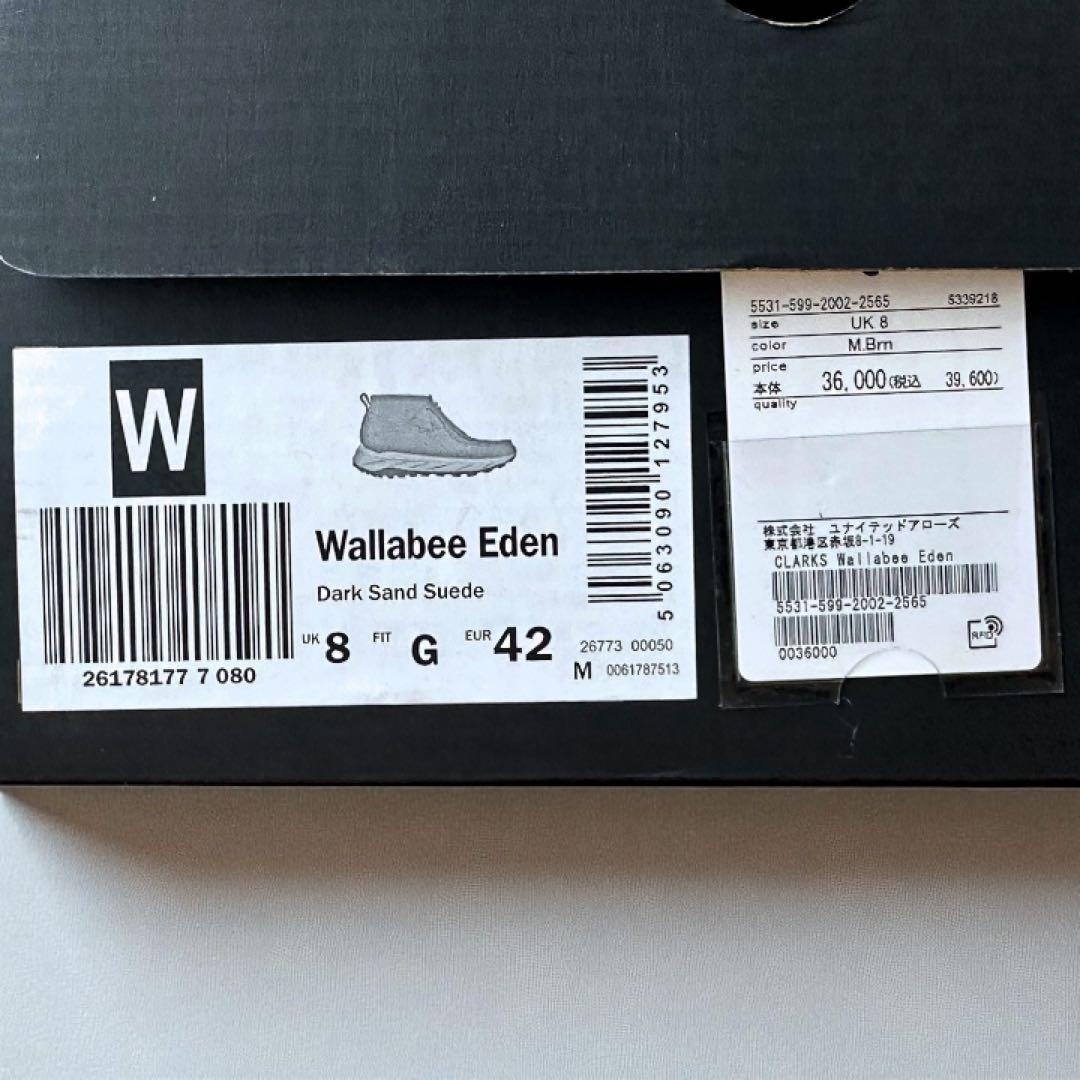 W
26178177 7 080
Wallabee Eden
Dark Sand Suede
UK 8 FIT G EUR 42
5 063090 127953
26773 00050
M 0061787513
5531-599-2002-2565 5339218
size UK 8
color M.Brn
price
本体 36,000(税込 39,600)
quality
株式会社 ユナイテッドアローズ
東京都港区赤坂8-1-19
CLARKS Wallabee Eden
5531-599-2002-2565
0036000
RFID